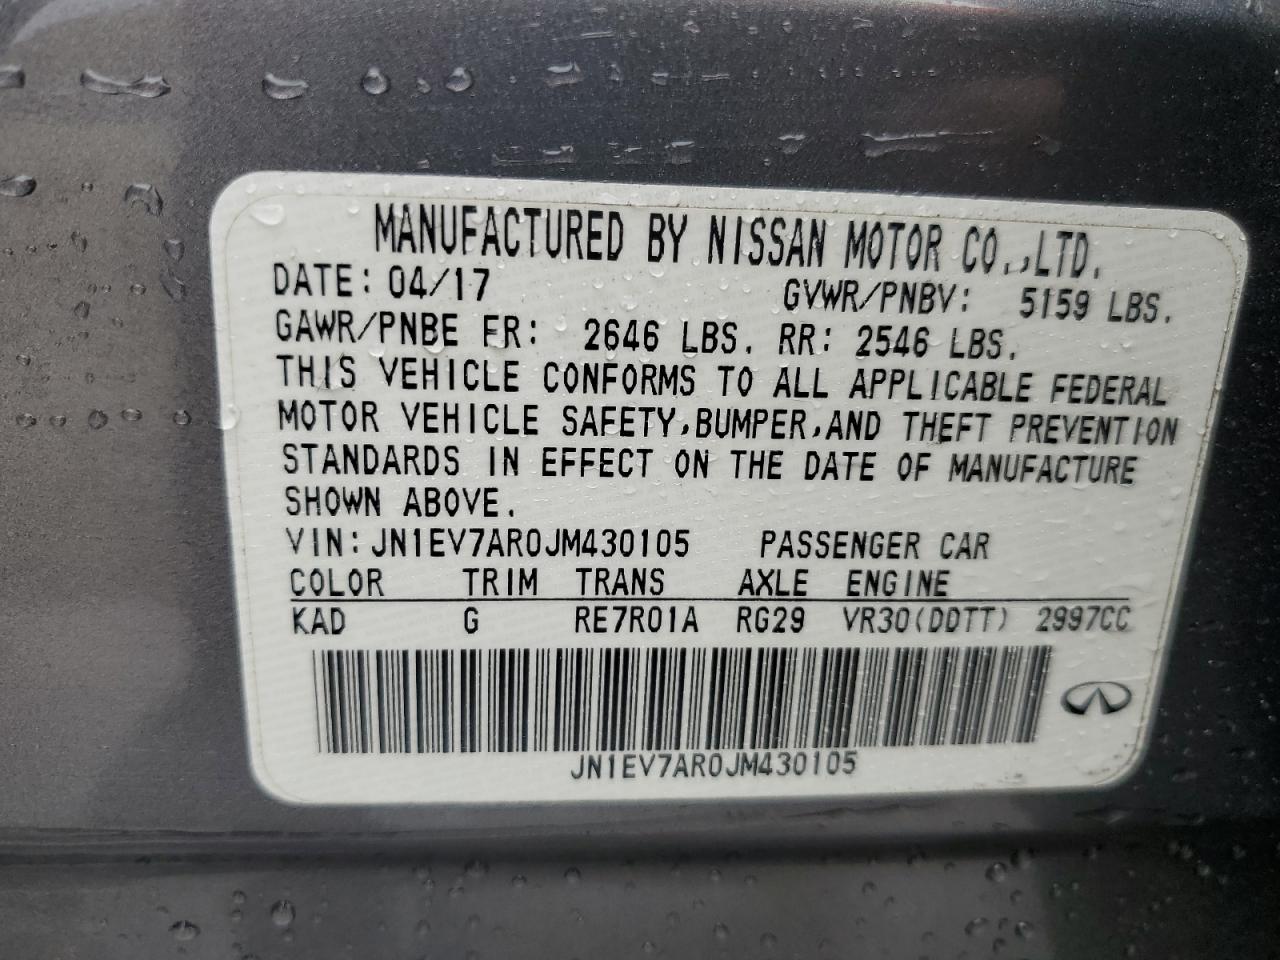 MANUFACTURED BY NISSAN MOTOR CO.,LTD.
DATE: 04/17 GVWR/PNBV: 5159 LBS.
GAWR/PNBE FR: 2646 LBS. RR: 2546 LBS.
THIS VEHICLE CONFORMS TO ALL APPLICABLE FEDERAL
MOTOR VEHICLE SAFETY,BUMPER,AND THEFT PREVENTION
STANDARDS IN EFFECT ON THE DATE OF MANUFACTURE
SHOWN ABOVE.
VIN: JN1EV7AR0JM430105 PASSENGER CAR
COLOR TRIM TRANS AXLE ENGINE
KAD G RE7R01A RG29 VR30(DDTT) 2997CC
JN1EV7AR0JM430105